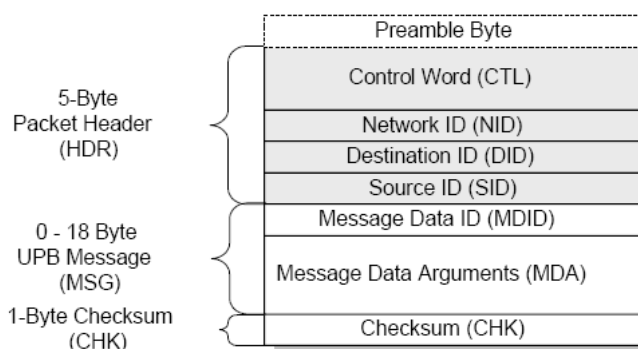 Preamble Byte
5-Byte
Packet Header
(HDR)
Control Word (CTL)
Network ID (NID)
Destination ID (DID)
Source ID (SID)
0 - 18 Byte
UPB Message
(MSG)
Message Data ID (MDID)
Message Data Arguments (MDA)
1-Byte Checksum
(CHK)
Checksum (CHK)